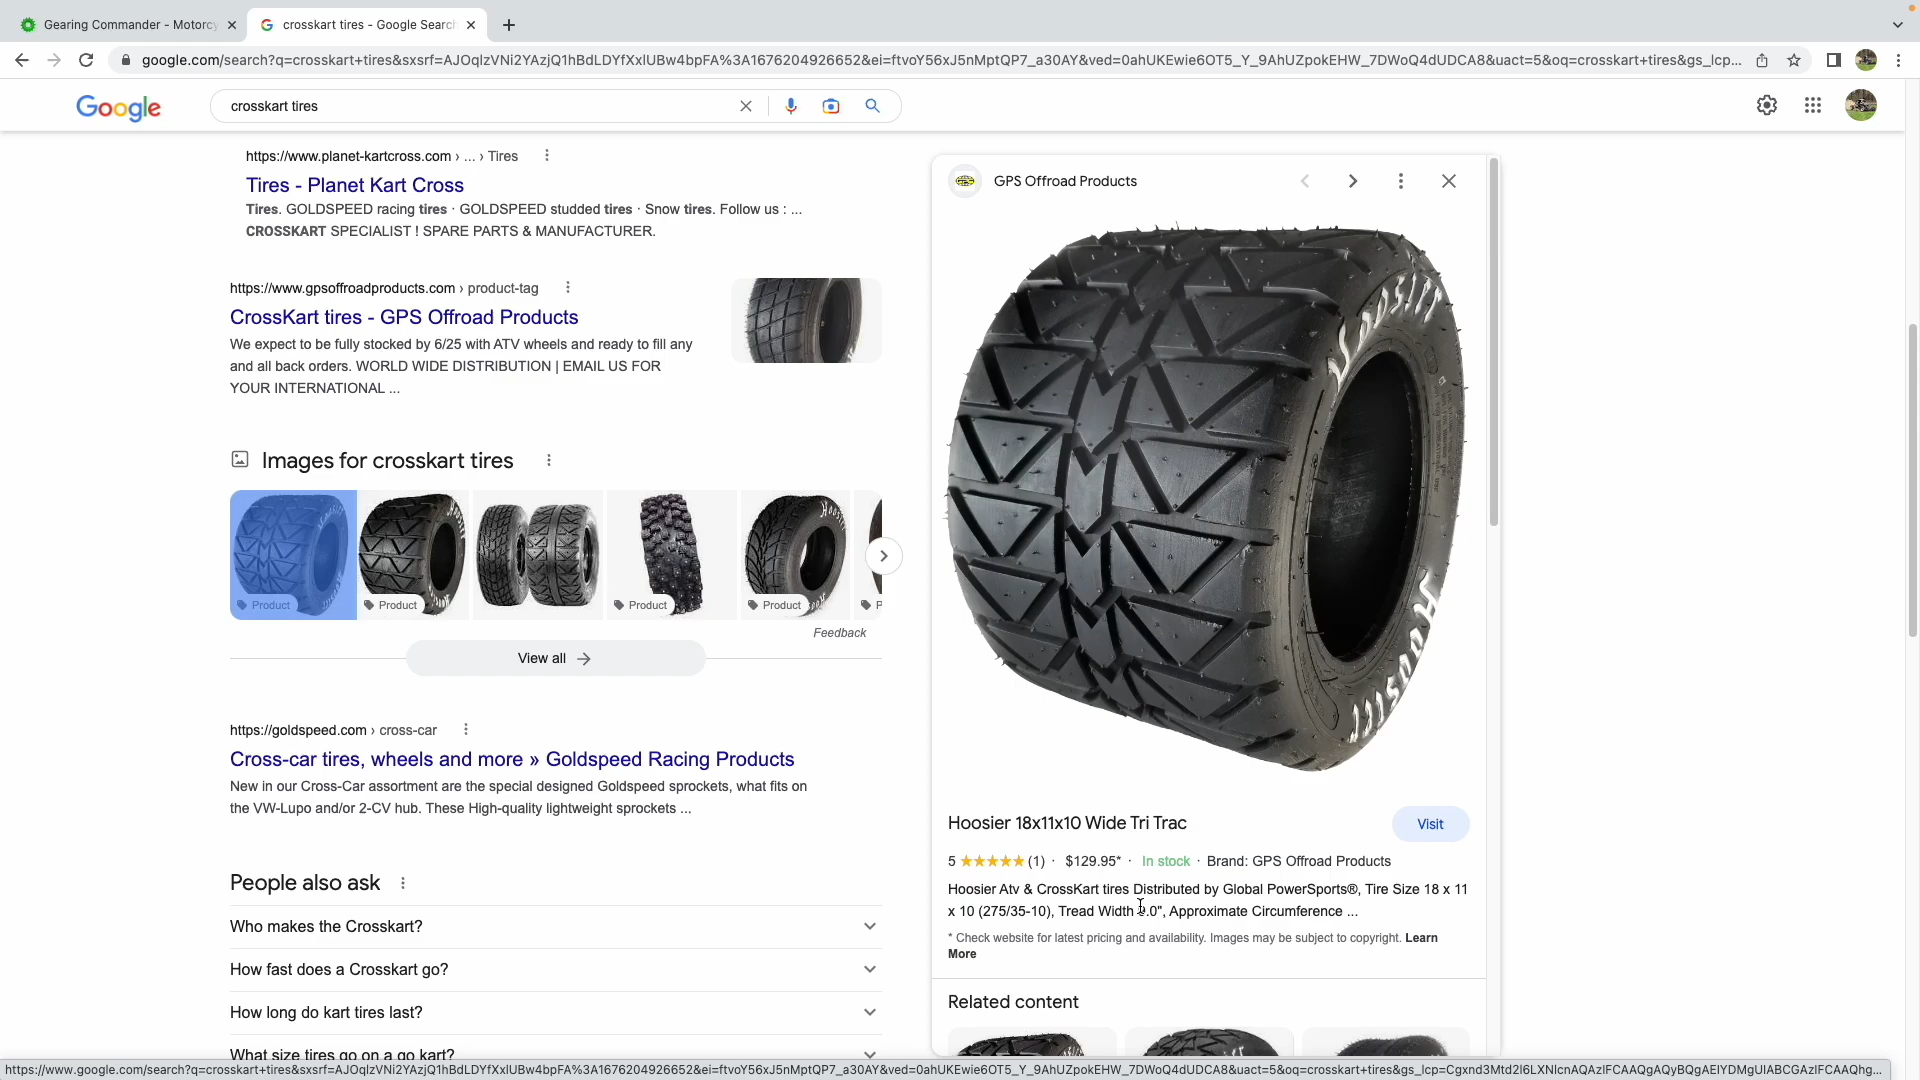 Gearing Commander - Motorcy
crosskart tires - Google Search
google.com/search?q=crosskart+tires&sxsrf=AJOqlzVNi2YAzjQ1hBdLDYfXxlUBw4bpFA%3A1676204926652&ei=ftvoY56xJ5nMptQP7_a30AY&ved=0ahUKEwie6OT5_Y_9AhUZpokEHW_7DWoQ4dUDCA8&uact=5&oq=crosskart+tires&gs_lcp...
Google
crosskart tires
https://www.planet-kartcross.com › ... › Tires
Tires - Planet Kart Cross
Tires. GOLDSPEED racing tires · GOLDSPEED studded tires · Snow tires. Follow us : ...
CROSSKART SPECIALIST ! SPARE PARTS & MANUFACTURER.
https://www.gpsoffroadproducts.com › product-tag
CrossKart tires - GPS Offroad Products
We expect to be fully stocked by 6/25 with ATV wheels and ready to fill any
and all back orders. WORLD WIDE DISTRIBUTION | EMAIL US FOR
YOUR INTERNATIONAL ...
Images for crosskart tires
HOOSIER
Product
Product
Product
Product
P
Feedback
View all
https://goldspeed.com › cross-car
Cross-car tires, wheels and more » Goldspeed Racing Products
New in our Cross-Car assortment are the special designed Goldspeed sprockets, what fits on
the VW-Lupo and/or 2-CV hub. These High-quality lightweight sprockets ...
People also ask
Who makes the Crosskart?
How fast does a Crosskart go?
How long do kart tires last?
What size tires go on a go kart?
GPS Offroad Products
HOOSIER
HOOSIER
Hoosier 18x11x10 Wide Tri Trac
Visit
5 ★★★★★ (1) · $129.95* · In stock · Brand: GPS Offroad Products
Hoosier Atv & CrossKart tires Distributed by Global PowerSports®, Tire Size 18 x 11
x 10 (275/35-10), Tread Width .0", Approximate Circumference ...
* Check website for latest pricing and availability. Images may be subject to copyright. Learn
More
Related content
https://www.google.com/search?q=crosskart+tires&sxsrf=AJOqlzVNi2YAzjQ1hBdLDYfXxlUBw4bpFA%3A1676204926652&ei=ftvoY56xJ5nMptQP7_a30AY&ved=0ahUKEwie6OT5_Y_9AhUZpokEHW_7DWoQ4dUDCA8&uact=5&oq=crosskart+tires&gs_lcp=Cgxnd3Mtd2l6LXNlcnAQAzIFCAAQgAQyBQgAEIYDMgUIABCGAzIFCAAQhg...